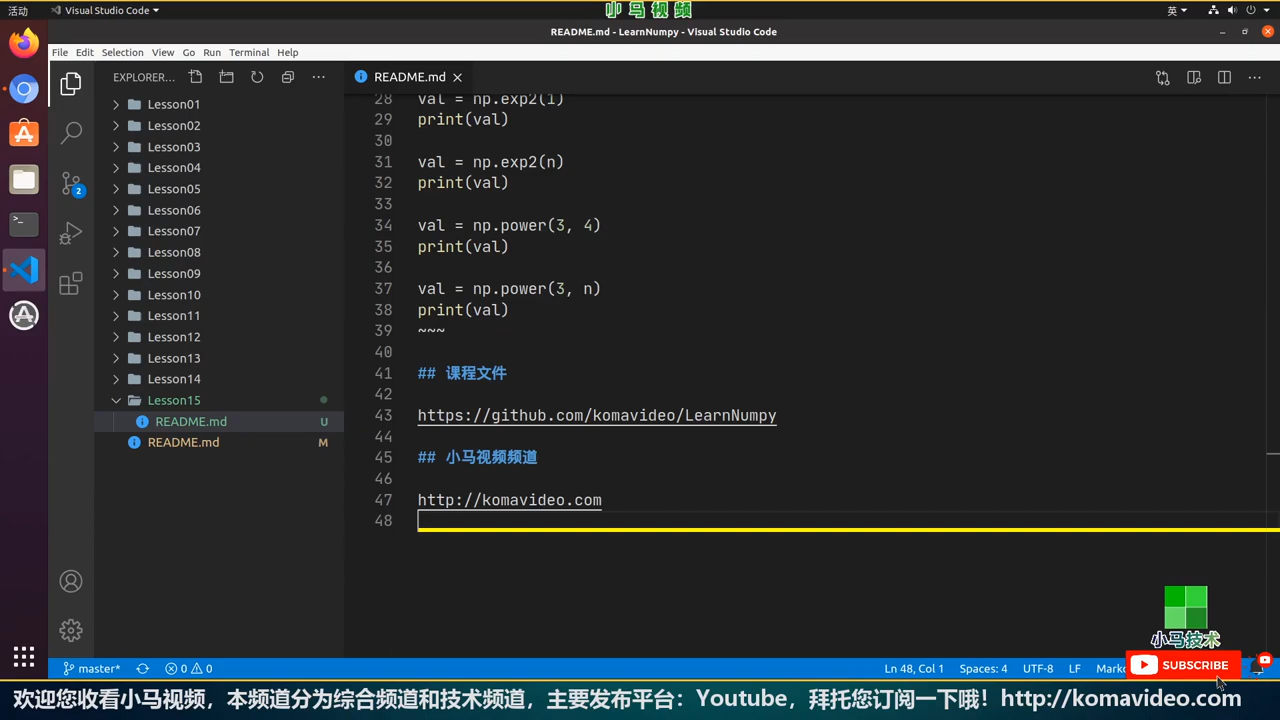 活动
Visual Studio Code
小马视频
英
README.md - LearnNumpy - Visual Studio Code
File Edit Selection View Go Run Terminal Help
EXPLORER...
README.md
Lesson01
Lesson02
Lesson03
Lesson04
Lesson05
Lesson06
Lesson07
Lesson08
Lesson09
Lesson10
Lesson11
Lesson12
Lesson13
Lesson14
Lesson15
README.md U
README.md M
2
28 val = np.exp2(1)
29 print(val)
30
31 val = np.exp2(n)
32 print(val)
33
34 val = np.power(3, 4)
35 print(val)
36
37 val = np.power(3, n)
38 print(val)
39 ~~~
40
41 ## 课程文件
42
43 https://github.com/komavideo/LearnNumpy
44
45 ## 小马视频频道
46
47 http://komavideo.com
48
小马技术
SUBSCRIBE
master* 0 0 Ln 48, Col 1 Spaces: 4 UTF-8 LF Marko
欢迎您收看小马视频，本频道分为综合频道和技术频道，主要发布平台：Youtube，拜托您订阅一下哦！http://komavideo.com